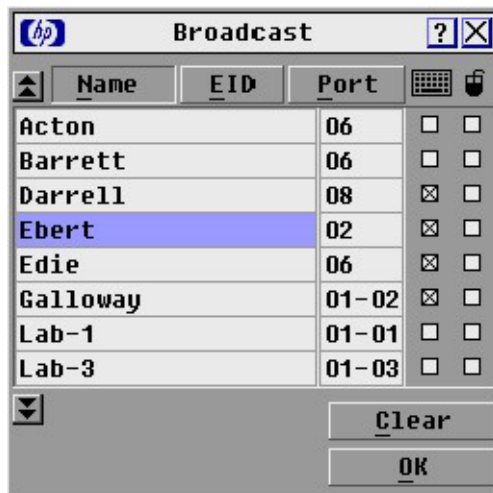 hp Broadcast ? X
Name EID Port
Acton 06
Barrett 06
Darrell 08
Ebert 02
Edie 06
Galloway 01-02
Lab-1 01-01
Lab-3 01-03
Clear
OK